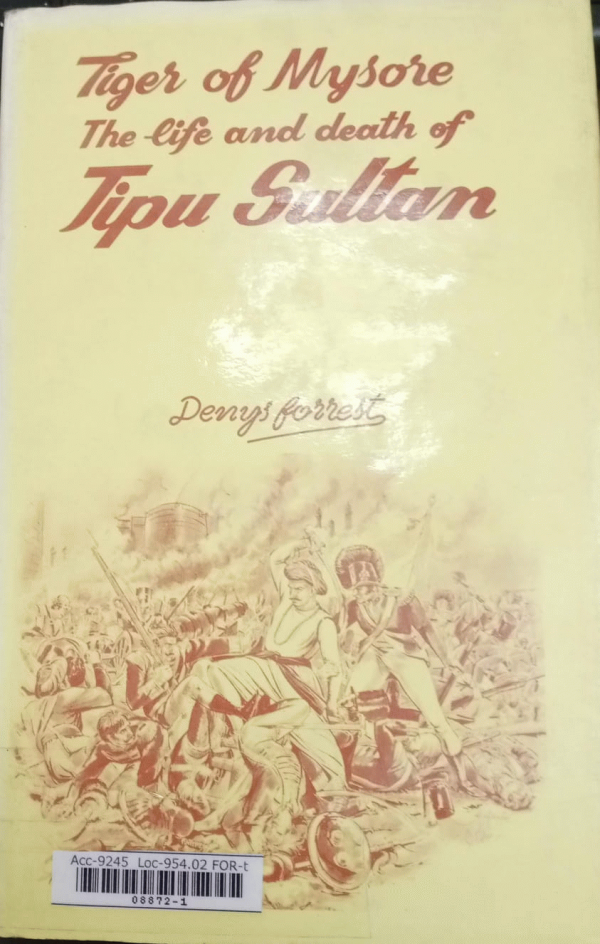 Tiger of Mysore
The life and death of
Tipu Sultan
Denys forrest
Acc-9245 Loc-954.02 FOR-t
08872-1